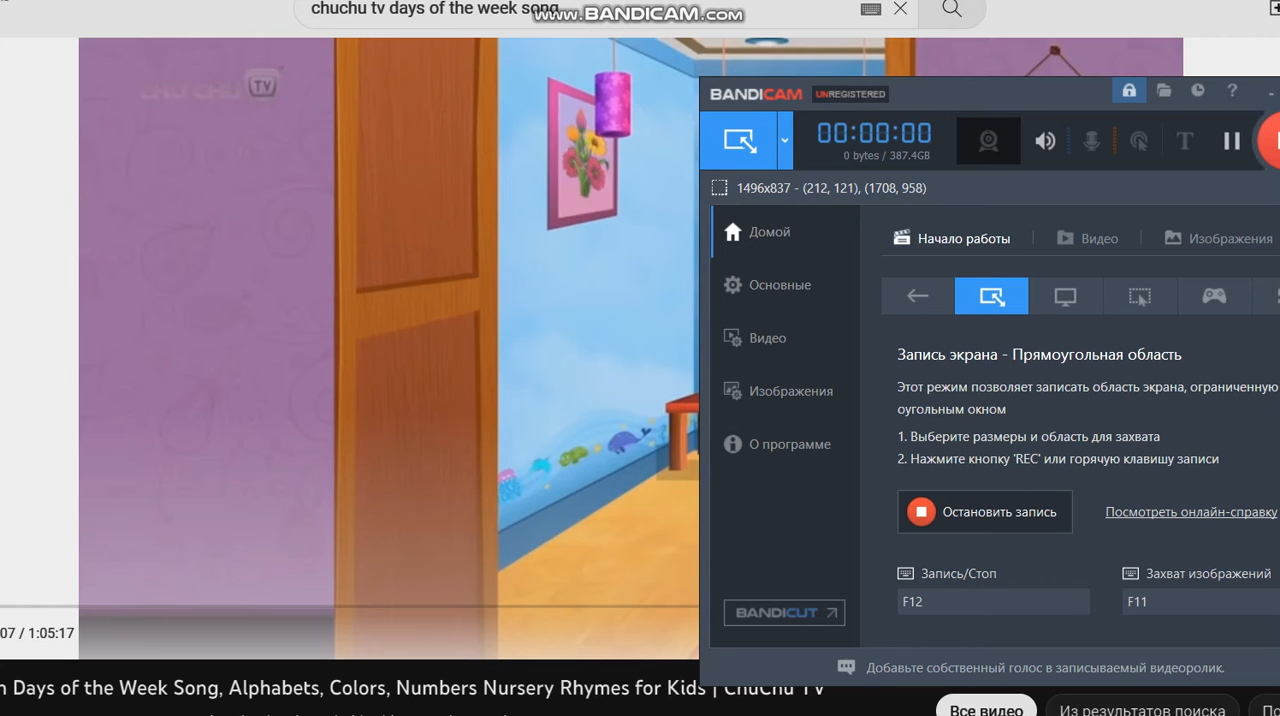 chuchu tv days of the week song
www.BANDICAM.com
CHU CHU TV
BANDICAM UNREGISTERED
00:00:00
0 bytes / 387.4GB
T
1496x837 - (212, 121), (1708, 958)
Домой
Основные
Видео
Изображения
О программе
BANDICUT
Начало работы
Видео
Изображения
Запись экрана - Прямоугольная область
Этот режим позволяет записать область экрана, ограниченную
оугольным окном
1. Выберите размеры и область для захвата
2. Нажмите кнопку 'REC' или горячую клавишу записи
Остановить запись
Посмотреть онлайн-справку
Запись/Стоп
Захват изображений
F12
F11
Добавьте собственный голос в записываемый видеоролик.
07 / 1:05:17
n Days of the Week Song, Alphabets, Colors, Numbers Nursery Rhymes for Kids | ChuChu TV
Все видео
Из результатов поиска
По